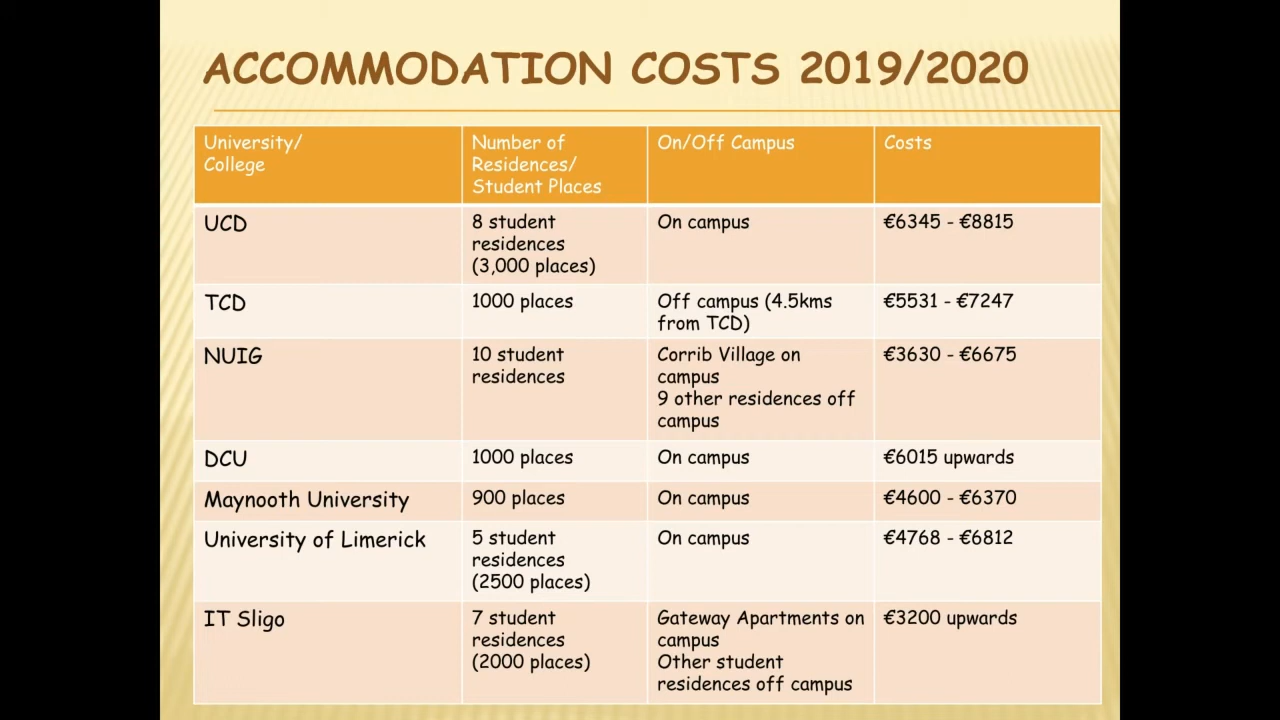 ACCOMMODATION COSTS 2019/2020
University/
College
Number of
Residences/
Student Places
On/Off Campus
Costs
UCD
8 student
residences
(3,000 places)
On campus
€6345 - €8815
TCD
1000 places
Off campus (4.5kms
from TCD)
€5531 - €7247
NUIG
10 student
residences
Corrib Village on
campus
9 other residences off
campus
€3630 - €6675
DCU
1000 places
On campus
€6015 upwards
Maynooth University
900 places
On campus
€4600 - €6370
University of Limerick
5 student
residences
(2500 places)
On campus
€4768 - €6812
IT Sligo
7 student
residences
(2000 places)
Gateway Apartments on
campus
Other student
residences off campus
€3200 upwards